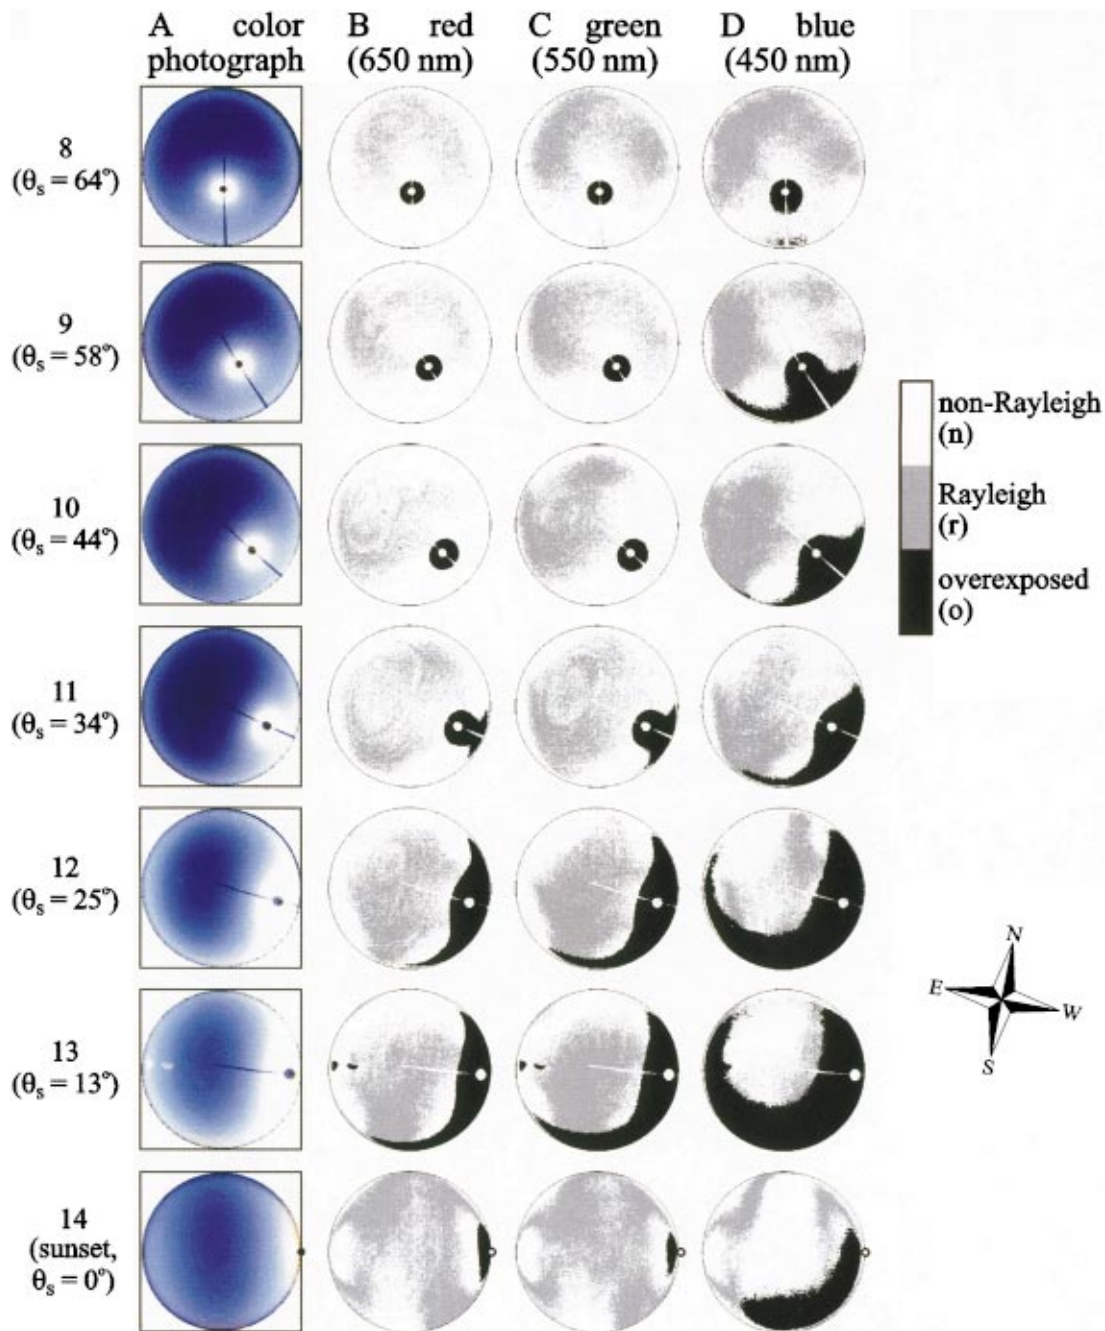 A color
photograph
B red
(650 nm)
C green
(550 nm)
D blue
(450 nm)
8
(θs = 64°)
9
(θs = 58°)
10
(θs = 44°)
11
(θs = 34°)
12
(θs = 25°)
13
(θs = 13°)
14
(sunset,
θs = 0°)
non-Rayleigh
(n)
Rayleigh
(r)
overexposed
(o)
N
E
W
S